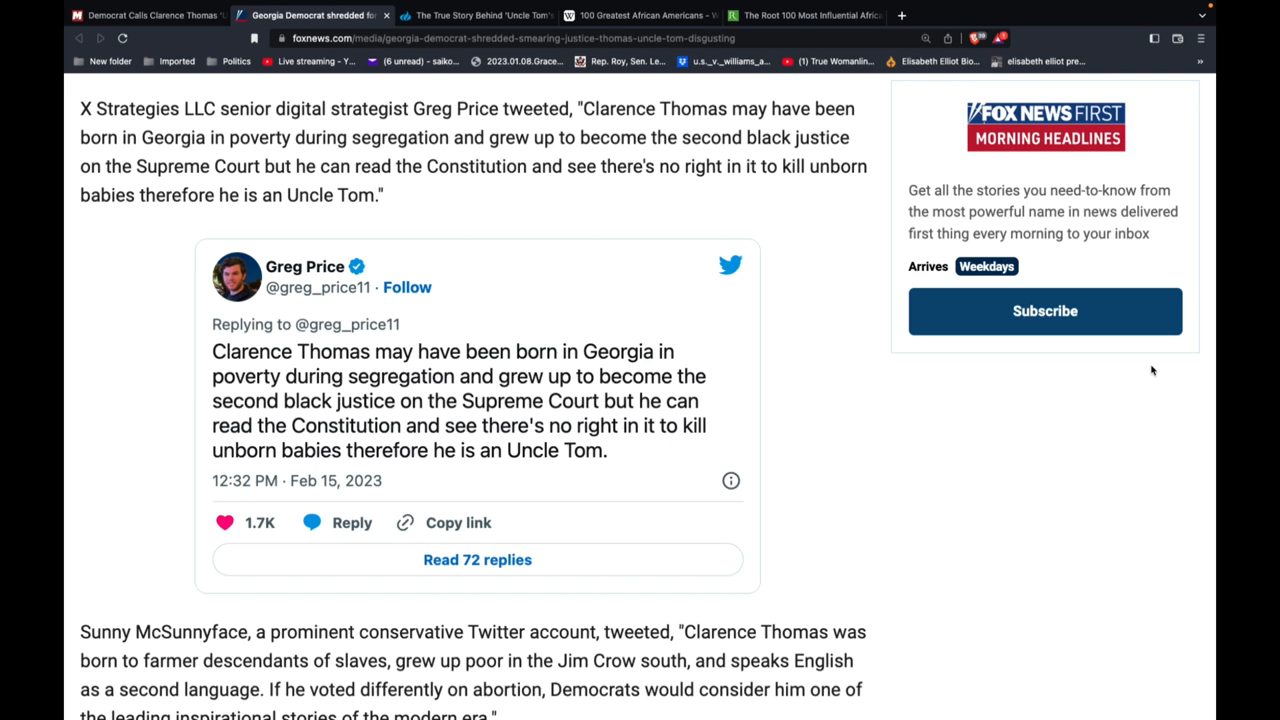 Democrat Calls Clarence Thomas 'U
Georgia Democrat shredded for
The True Story Behind 'Uncle Tom's
100 Greatest African Americans - W
The Root 100 Most Influential Africa
foxnews.com/media/georgia-democrat-shredded-smearing-justice-thomas-uncle-tom-disgusting
New folder
Imported
Politics
Live streaming - Y...
(6 unread) - saiko...
2023.01.08.Grace...
Rep. Roy, Sen. Le...
u.s._v._williams_a...
(1) True Womanlin...
Elisabeth Elliot Bio...
elisabeth elliot pre...
X Strategies LLC senior digital strategist Greg Price tweeted, "Clarence Thomas may have been
born in Georgia in poverty during segregation and grew up to become the second black justice
on the Supreme Court but he can read the Constitution and see there's no right in it to kill unborn
babies therefore he is an Uncle Tom."
Greg Price
@greg_price11 · Follow
Replying to @greg_price11
Clarence Thomas may have been born in Georgia in
poverty during segregation and grew up to become the
second black justice on the Supreme Court but he can
read the Constitution and see there's no right in it to kill
unborn babies therefore he is an Uncle Tom.
12:32 PM · Feb 15, 2023
1.7K
Reply
Copy link
Read 72 replies
Sunny McSunnyface, a prominent conservative Twitter account, tweeted, "Clarence Thomas was
born to farmer descendants of slaves, grew up poor in the Jim Crow south, and speaks English
as a second language. If he voted differently on abortion, Democrats would consider him one of
the leading inspirational stories of the modern era."
FOX NEWS FIRST
MORNING HEADLINES
Get all the stories you need-to-know from
the most powerful name in news delivered
first thing every morning to your inbox
Arrives Weekdays
Subscribe